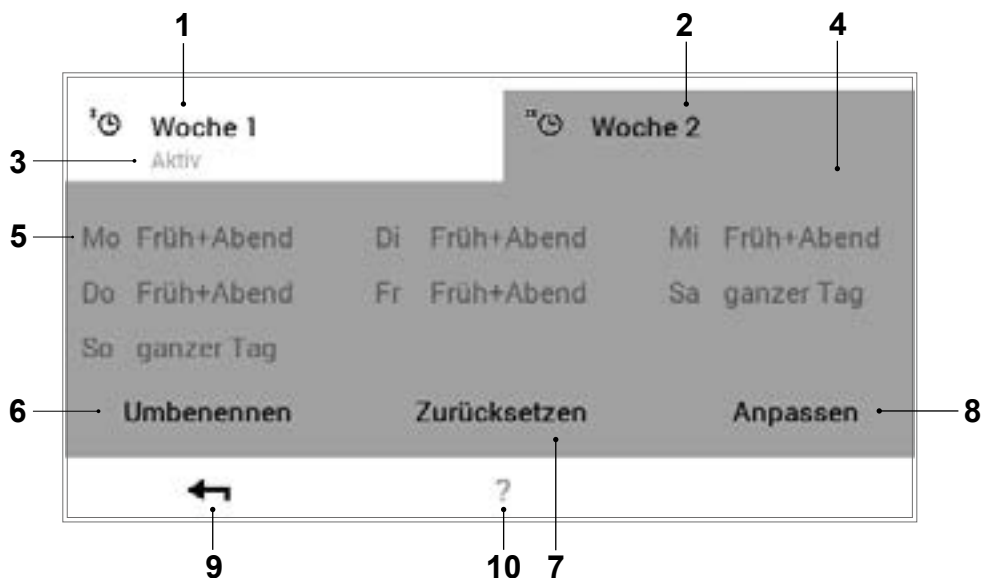 1 2 4
Woche 1 Woche 2
3 Aktiv
5 Mo Früh+Abend Di Früh+Abend Mi Früh+Abend
Do Früh+Abend Fr Früh+Abend Sa ganzer Tag
So ganzer Tag
6 Umbenennen Zurücksetzen Anpassen 8
?
9 10 7